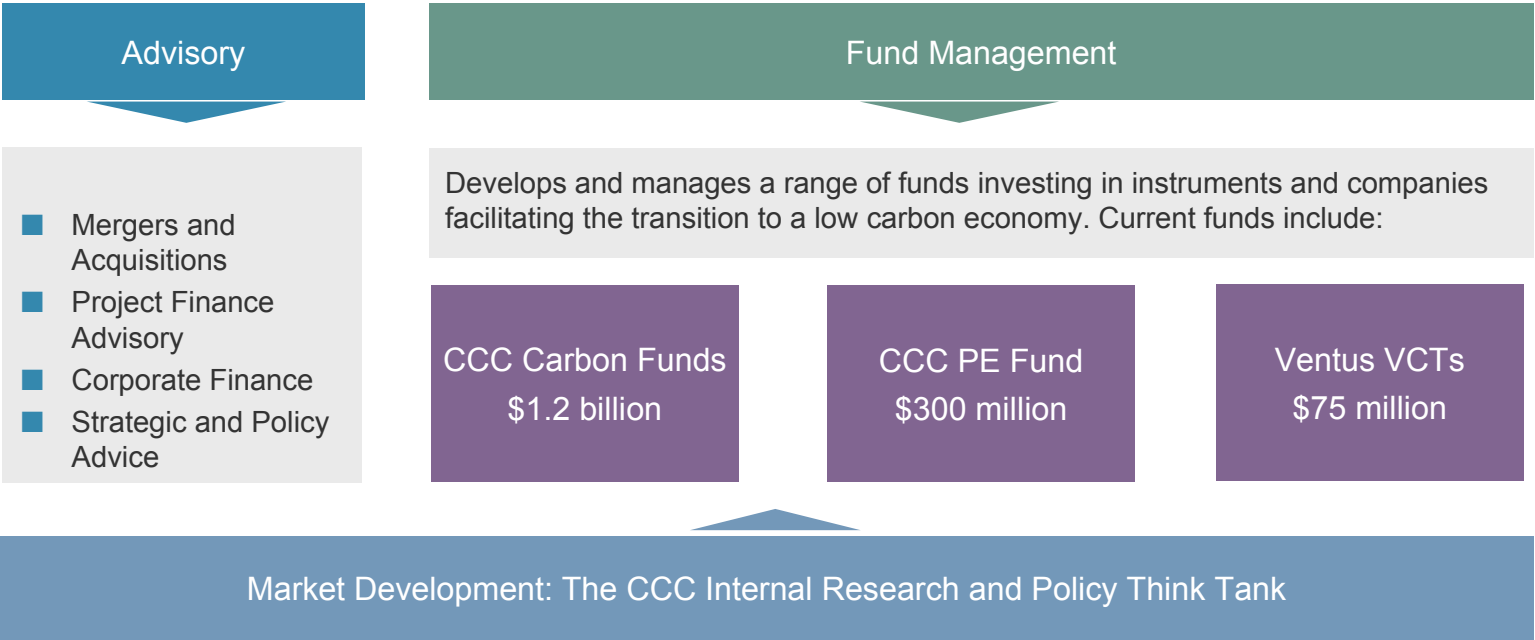 Advisory
Fund Management
Mergers and
Acquisitions
Project Finance
Advisory
Corporate Finance
Strategic and Policy
Advice
Develops and manages a range of funds investing in instruments and companies
facilitating the transition to a low carbon economy. Current funds include:
CCC Carbon Funds
$1.2 billion
CCC PE Fund
$300 million
Ventus VCTs
$75 million
Market Development: The CCC Internal Research and Policy Think Tank